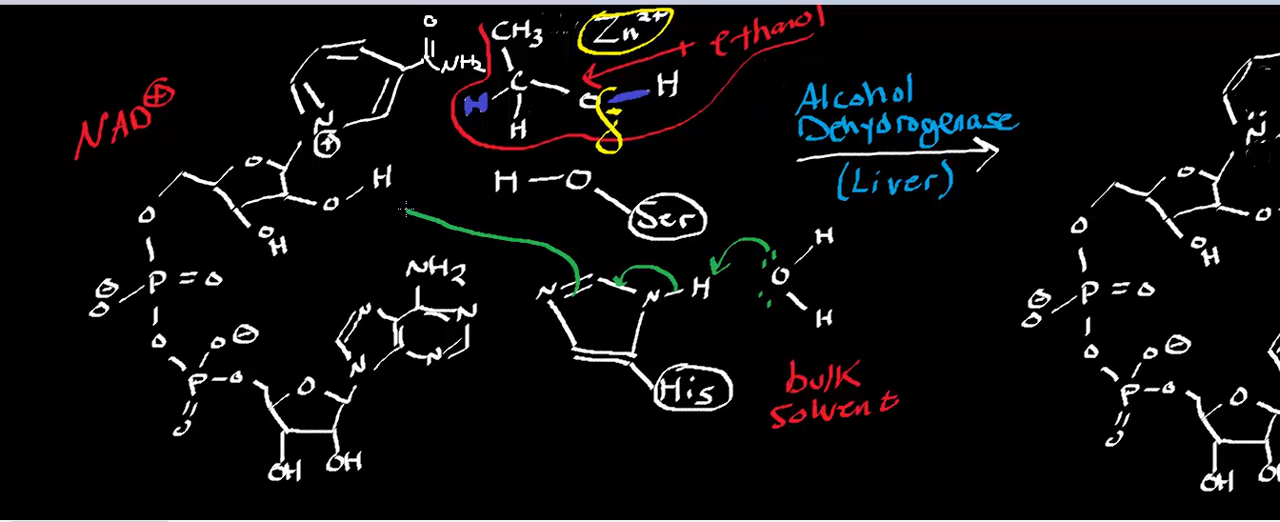 NAD⊕
O
NH₂
CH₃
Zn²⁺
+ ethanol
H
C
O
H
H
N
⊕
O
H
O
O
H
H-O
Ser
Alcohol
Dehydrogenase
(Liver)
N
O
O
O
H
O
⊖
O
P=O
O
O
⊖
P-O
O
NH₂
N
N
N
N
O
OH
OH
N
N-H
O
H
H
His
bulk
solvent
O
⊖
O
P=O
O
O
⊖
P-O
O
O
OH